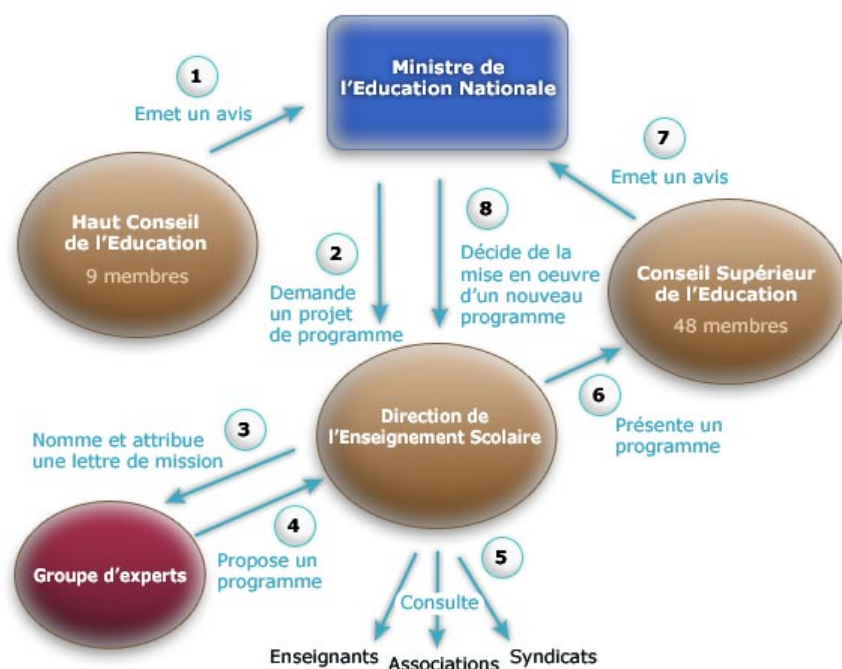 Ministre de
l'Education Nationale
1
Emet un avis
7
Emet un avis
Haut Conseil
de l'Education
9 membres
2
Demande
un projet
de programme
8
Décide de la
mise en oeuvre
d'un nouveau
programme
Conseil Supérieur
de l'Education
48 membres
Direction de
l'Enseignement Scolaire
6
Présente un
programme
3
Nomme et attribue
une lettre de mission
4
Propose un
programme
Groupe d'experts
5
Consulte
Enseignants
Associations
Syndicats